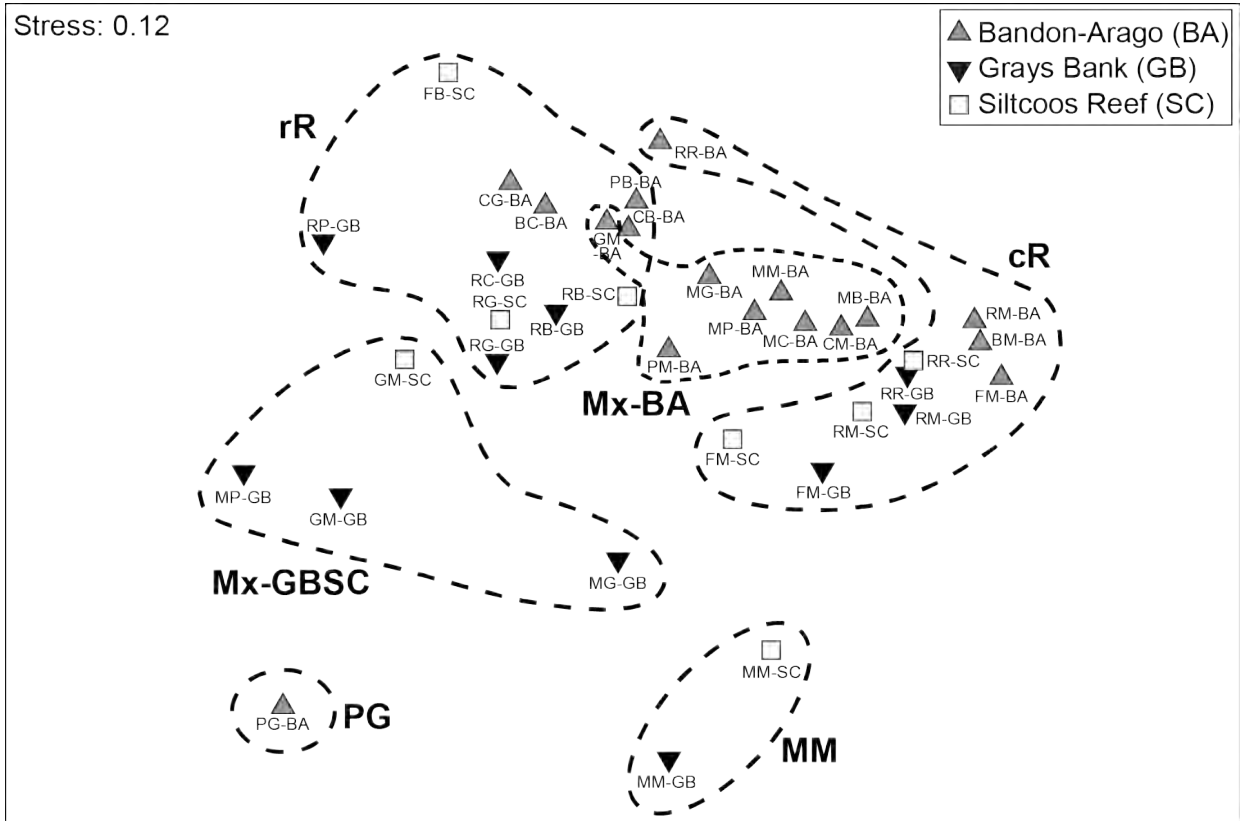 Stress: 0.12
Bandon-Arago (BA)
Grays Bank (GB)
Siltcoos Reef (SC)
FB-SC
rR
RR-BA
PB-BA
CG-BA
BC-BA
CB-BA
GM
-BA
RP-GB
cR
RC-GB
RG-SC
RB-SC
RB-GB
RG-GB
MG-BA
MM-BA
MP-BA
MC-BA
MB-BA
CM-BA
RM-BA
BM-BA
PM-BA
RR-SC
RR-GB
FM-BA
GM-SC
Mx-BA
RM-SC
RM-GB
FM-SC
FM-GB
MP-GB
GM-GB
Mx-GBSC
MG-GB
MM-SC
PG-BA
PG
MM
MM-GB